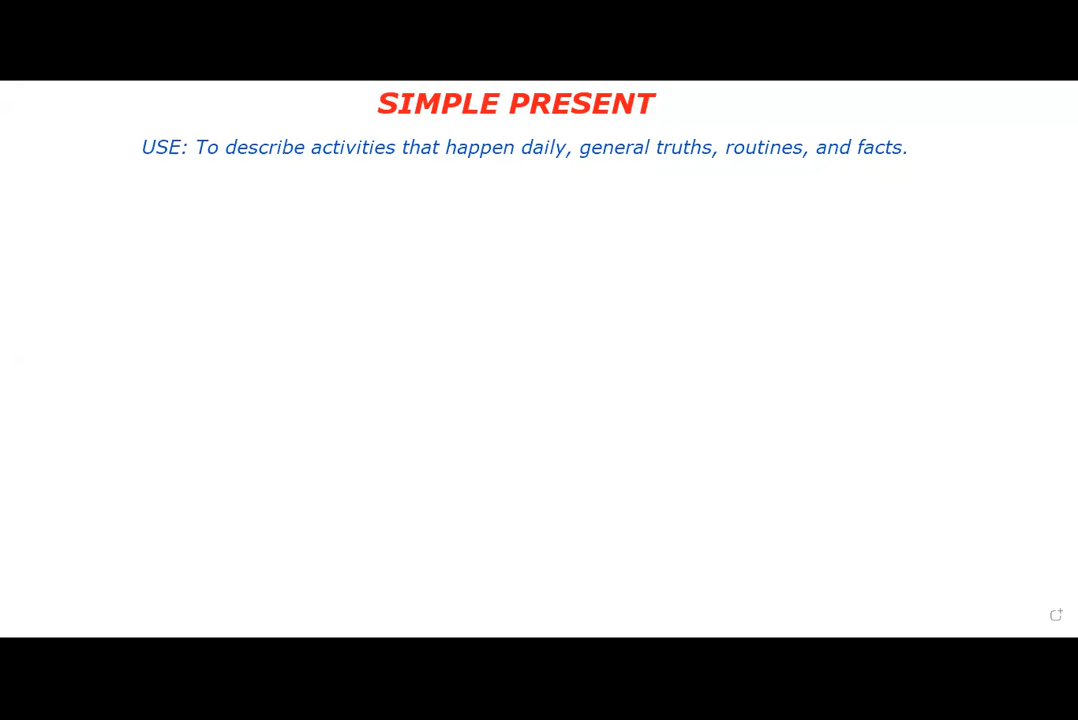 SIMPLE PRESENT
USE: To describe activities that happen daily, general truths, routines, and facts.